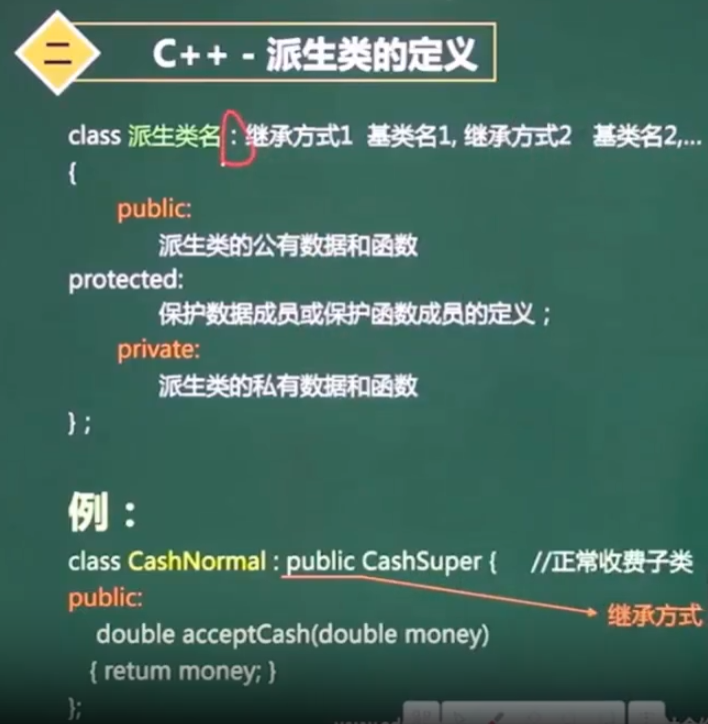 二
C++ - 派生类的定义
class 派生类名 : 继承方式1 基类名1, 继承方式2 基类名2,...
{
public:
派生类的公有数据和函数
protected:
保护数据成员或保护函数成员的定义；
private:
派生类的私有数据和函数
} ;
例：
class CashNormal : public CashSuper { //正常收费子类
public:
继承方式
double acceptCash(double money)
{ return money; }
};